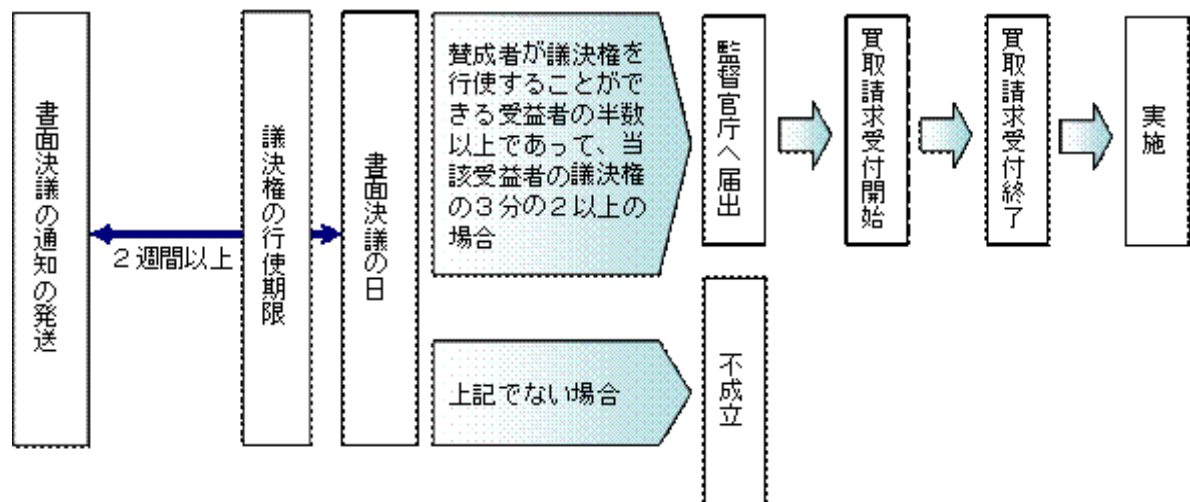 書面決議の通知の発送
2週間以上
議決権の行使期限
書面決議の日
賛成者が議決権を
行使することがで
きる受益者の半数
以上であって、当
該受益者の議決権
の3分の2以上の
場合
監督官庁へ届出
買取請求受付開始
買取請求受付終了
実施
上記でない場合
不成立